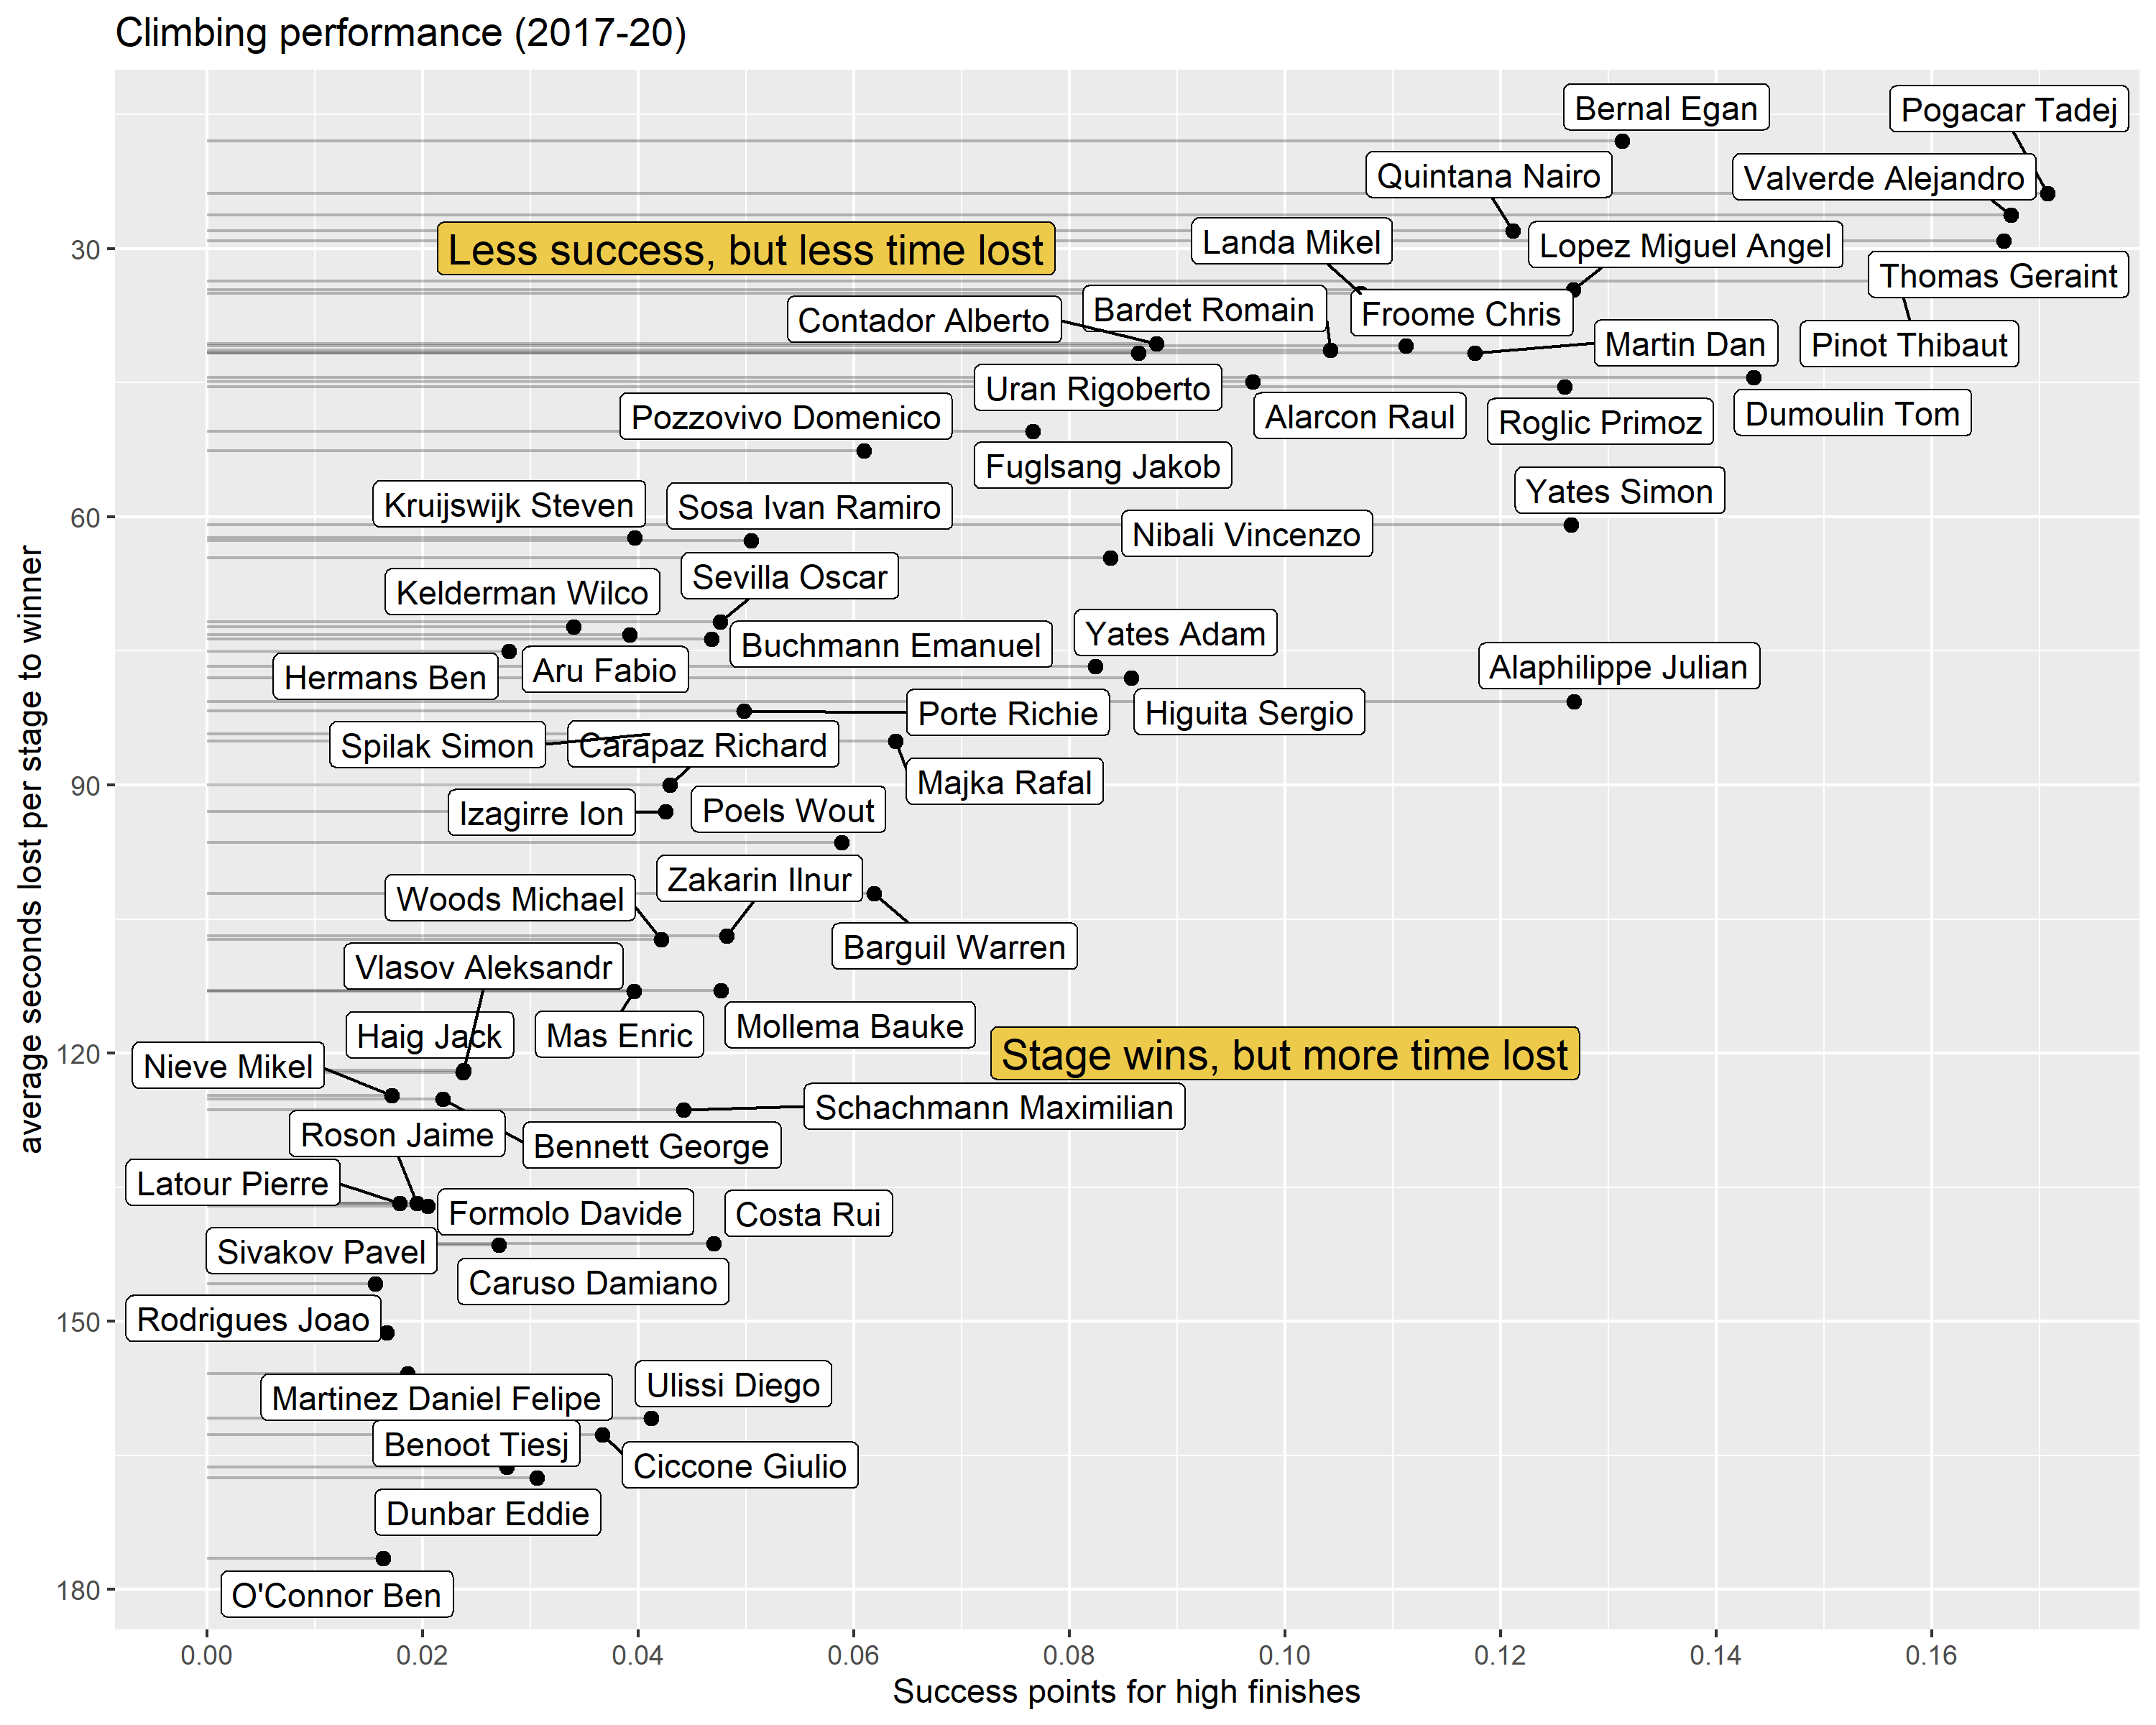 Climbing performance (2017-20)
Bernal Egan
Pogacar Tadej
Quintana Nairo
Valverde Alejandro
Less success, but less time lost
Landa Mikel
Lopez Miguel Angel
30
Thomas Geraint
Contador Alberto
Bardet Romain
Froome Chris
Martin Dan
Pinot Thibaut
Uran Rigoberto
Pozzovivo Domenico
Alarcon Raul
Roglic Primoz
Dumoulin Tom
Fuglsang Jakob
Yates Simon
Kruijswijk Steven
Sosa Ivan Ramiro
60
Nibali Vincenzo
Kelderman Wilco
Sevilla Oscar
Buchmann Emanuel
Yates Adam
Hermans Ben
Aru Fabio
Alaphilippe Julian
Porte Richie
Higuita Sergio
Spilak Simon
Carapaz Richard
Majka Rafal
90
Izagirre Ion
Poels Wout
Woods Michael
Zakarin Ilnur
Barguil Warren
Vlasov Aleksandr
Haig Jack
Mas Enric
Mollema Bauke
Stage wins, but more time lost
120
Nieve Mikel
Schachmann Maximilian
Roson Jaime
Bennett George
Latour Pierre
Formolo Davide
Costa Rui
Sivakov Pavel
Caruso Damiano
Rodrigues Joao
150
Martinez Daniel Felipe
Ulissi Diego
Benoot Tiesj
Ciccone Giulio
Dunbar Eddie
O'Connor Ben
180
average seconds lost per stage to winner
0.00 0.02 0.04 0.06 0.08 0.10 0.12 0.14 0.16
Success points for high finishes